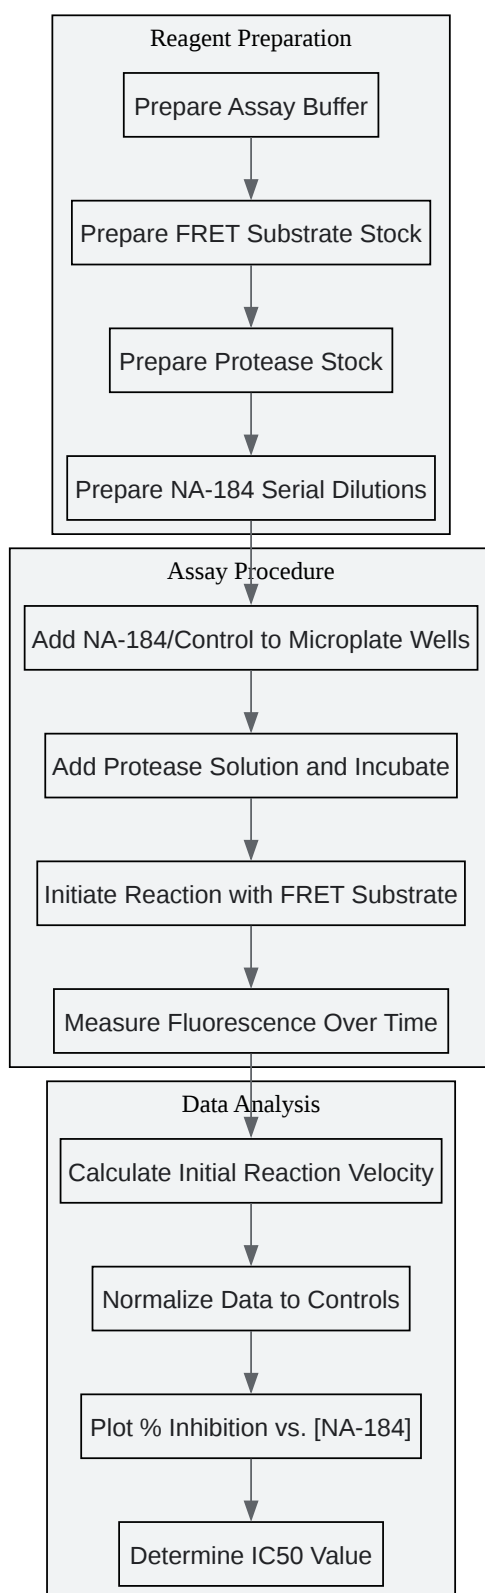 Reagent Preparation
Prepare Assay Buffer
Prepare FRET Substrate Stock
Prepare Protease Stock
Prepare NA-184 Serial Dilutions
Assay Procedure
Add NA-184/Control to Microplate Wells
Add Protease Solution and Incubate
Initiate Reaction with FRET Substrate
Measure Fluorescence Over Time
Data Analysis
Calculate Initial Reaction Velocity
Normalize Data to Controls
Plot % Inhibition vs. [NA-184]
Determine IC50 Value